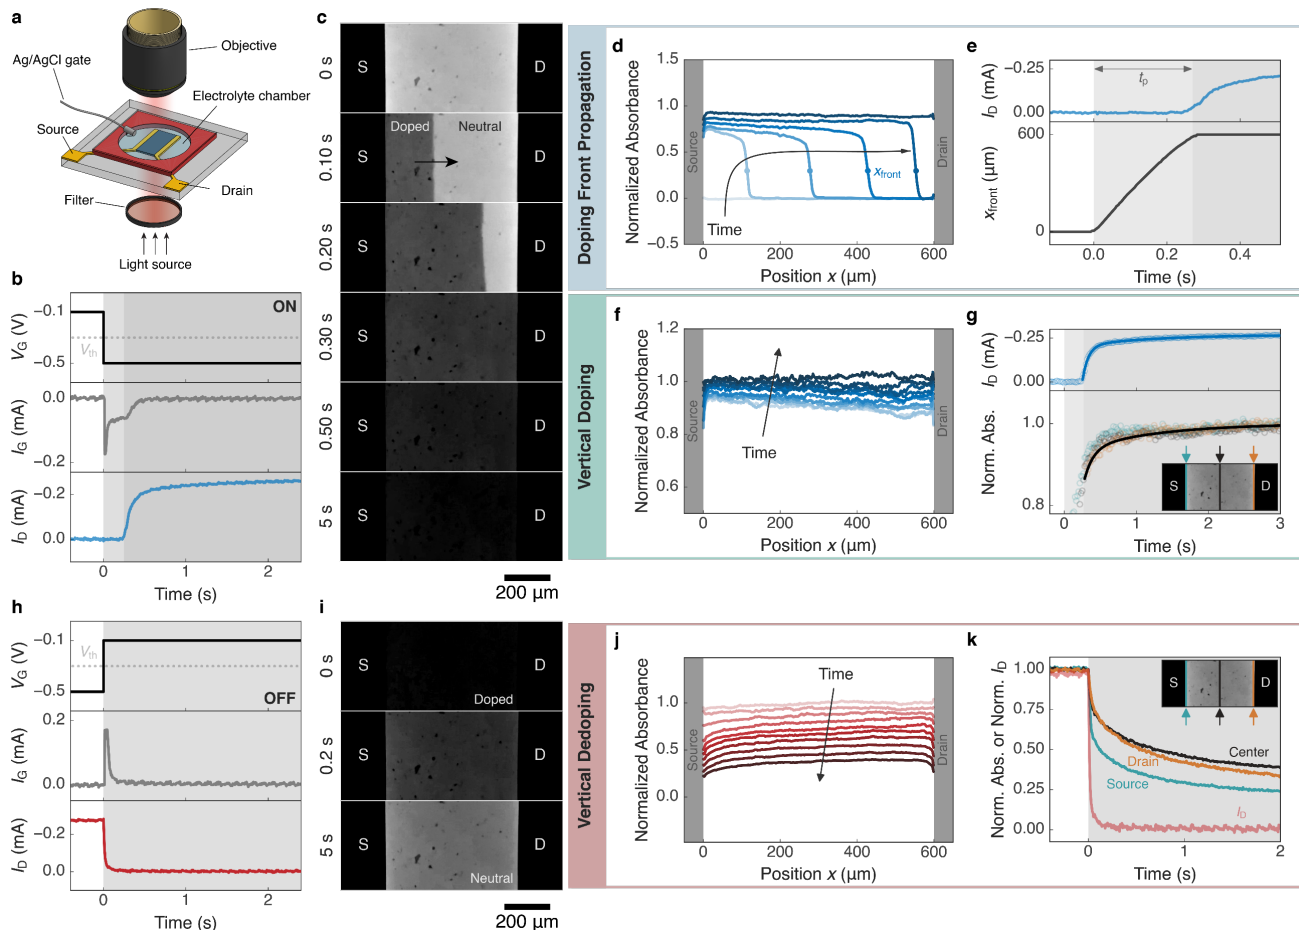 a
Objective
Ag/AgCl gate
Electrolyte chamber
Source
Drain
Filter
Light source
b
ON
−0.1
−0.5
V_G (V)
V_th
0.0
−0.2
I_G (mA)
−0.2
0.0
I_D (mA)
0 1 2
Time (s)
c
0 s
S D
0.10 s
Doped Neutral
0.20 s
S D
0.30 s
S D
0.50 s
S D
5 s
S D
200 µm
Doping Front Propagation
d
1.5
1.0
0.5
0.0
−0.5
Normalized Absorbance
Source
Drain
x_front
Time
0 200 400 600
Position x (µm)
e
−0.25
0.00
I_D (mA)
t_p
600
0
x_front (µm)
0.0 0.2 0.4
Time (s)
Vertical Doping
f
1.2
1.0
0.8
0.6
Normalized Absorbance
Source
Drain
Time
0 200 400 600
Position x (µm)
g
−0.25
0.00
I_D (mA)
1.0
0.8
Norm. Abs.
S D
0 1 2 3
Time (s)
h
−0.1
−0.5
V_G (V)
V_th
OFF
0.2
0.0
I_G (mA)
−0.2
0.0
I_D (mA)
0 1 2
Time (s)
i
0 s
S D
Doped
0.2 s
S D
5 s
S D
Neutral
200 µm
Vertical Dedoping
j
1.0
0.5
0.0
Normalized Absorbance
Source
Drain
Time
0 200 400 600
Position x (µm)
k
1.00
0.75
0.50
0.25
0.00
Norm. Abs. or Norm. I_D
S D
Center
Drain
Source
I_D
0 1 2
Time (s)